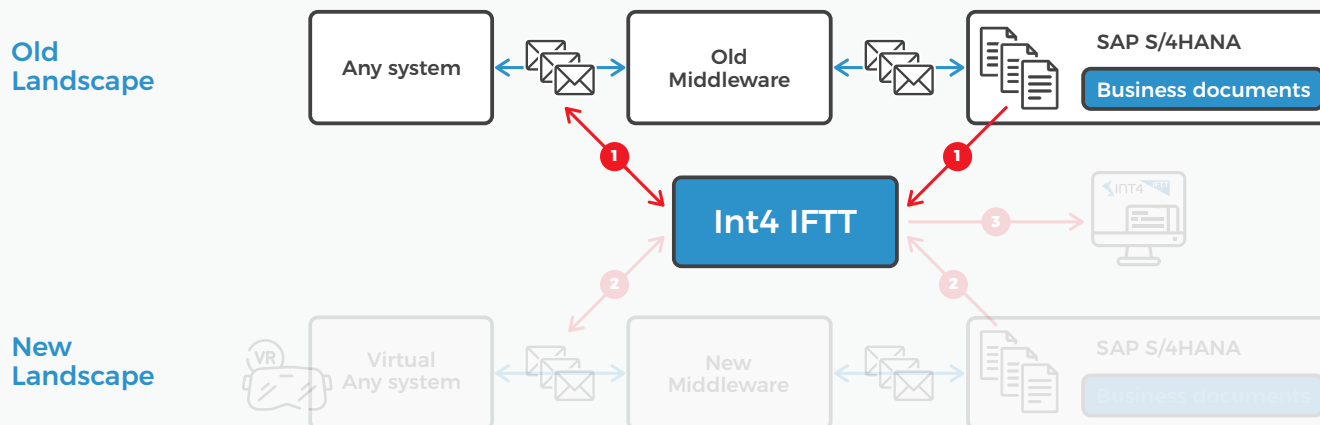 Old
Landscape
Any system
Old
Middleware
SAP S/4HANA
Business documents
1
1
Int4 IFTT
INT4
3
2
2
New
Landscape
VR
Virtual
Any system
New
Middleware
SAP S/4HANA
Business documents